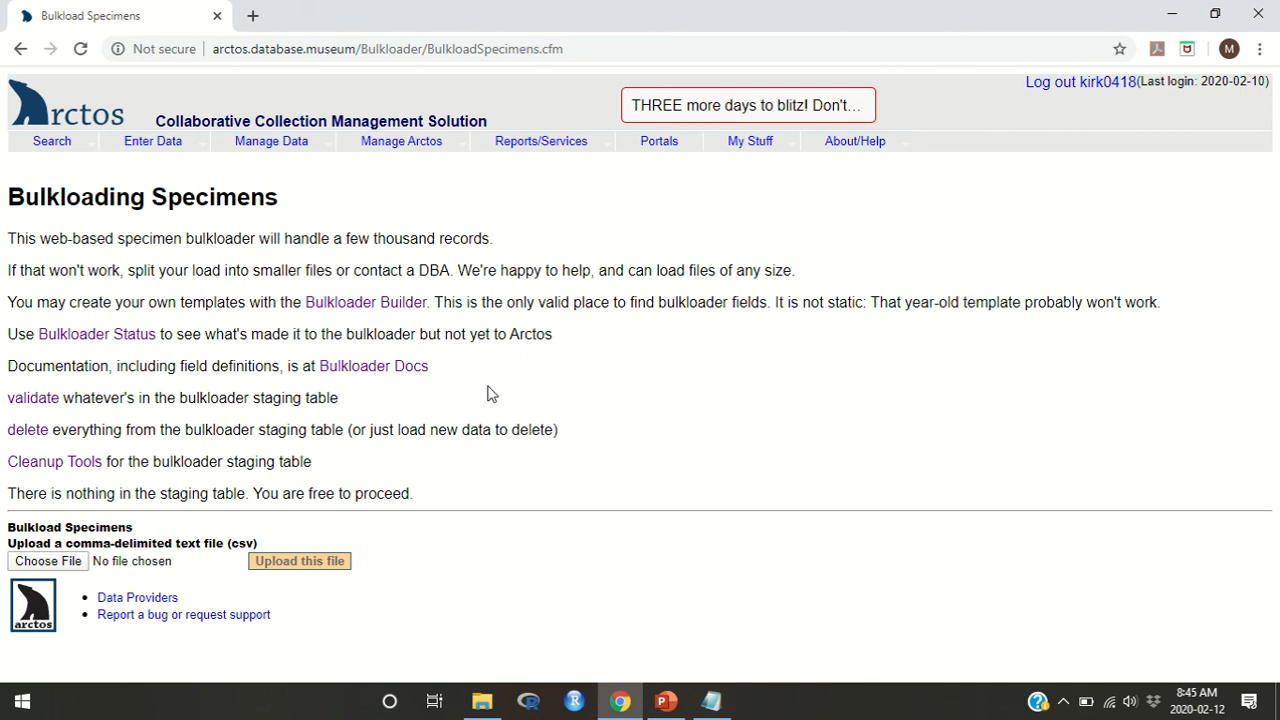 Bulkload Specimens
Not secure
arctos.database.museum/Bulkloader/BulkloadSpecimens.cfm
M
Log out kirk0418(Last login: 2020-02-10)
arctos
Collaborative Collection Management Solution
THREE more days to blitz! Don't...
Search Enter Data Manage Data Manage Arctos Reports/Services Portals My Stuff About/Help
Bulkloading Specimens
This web-based specimen bulkloader will handle a few thousand records.
If that won't work, split your load into smaller files or contact a DBA. We're happy to help, and can load files of any size.
You may create your own templates with the Bulkloader Builder. This is the only valid place to find bulkloader fields. It is not static: That year-old template probably won't work.
Use Bulkloader Status to see what's made it to the bulkloader but not yet to Arctos
Documentation, including field definitions, is at Bulkloader Docs
validate whatever's in the bulkloader staging table
delete everything from the bulkloader staging table (or just load new data to delete)
Cleanup Tools for the bulkloader staging table
There is nothing in the staging table. You are free to proceed.
Bulkload Specimens
Upload a comma-delimited text file (csv)
Choose File No file chosen Upload this file
arctos
Data Providers
Report a bug or request support
8:45 AM
2020-02-12